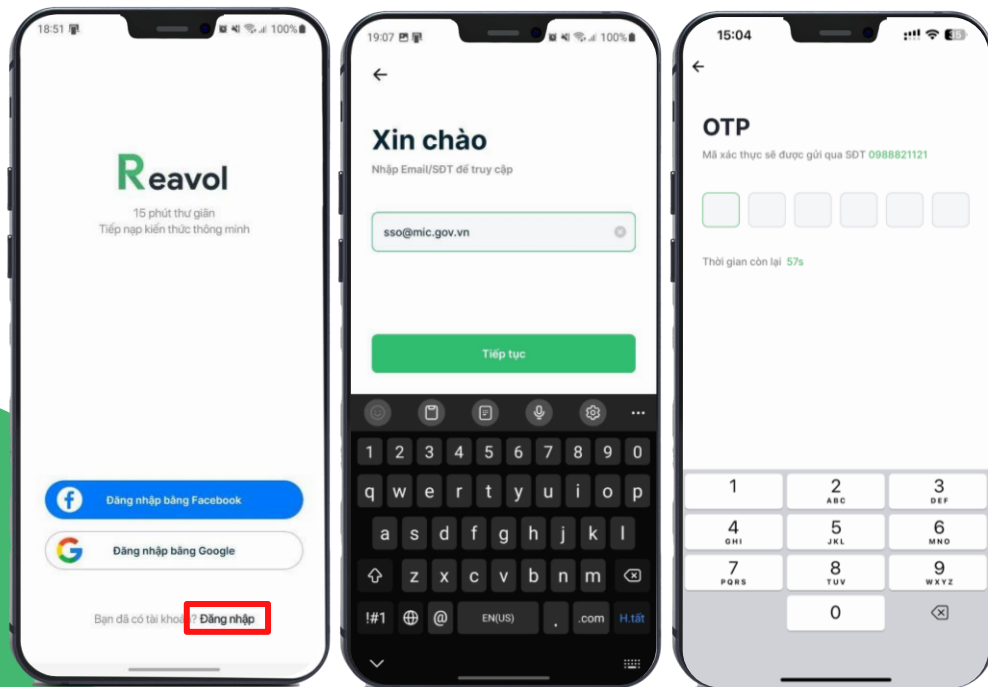 18:51
100%
Reavol
15 phút thư giãn
Tiếp nạp kiến thức thông minh
Đăng nhập bằng Facebook
Đăng nhập bằng Google
Bạn đã có tài khoản? Đăng nhập
19:07
100%
Xin chào
Nhập Email/SĐT để truy cập
sso@mic.gov.vn
Tiếp tục
1 2 3 4 5 6 7 8 9 0
q w e r t y u i o p
a s d f g h j k l
z x c v b n m
!#1 @ EN(US) . .com H.tất
15:04
35
OTP
Mã xác thực sẽ được gửi qua SĐT 0988821121
Thời gian còn lại 57s
1 2 3
ABC DEF
4 5 6
GHI JKL MNO
7 8 9
PQRS TUV WXYZ
0